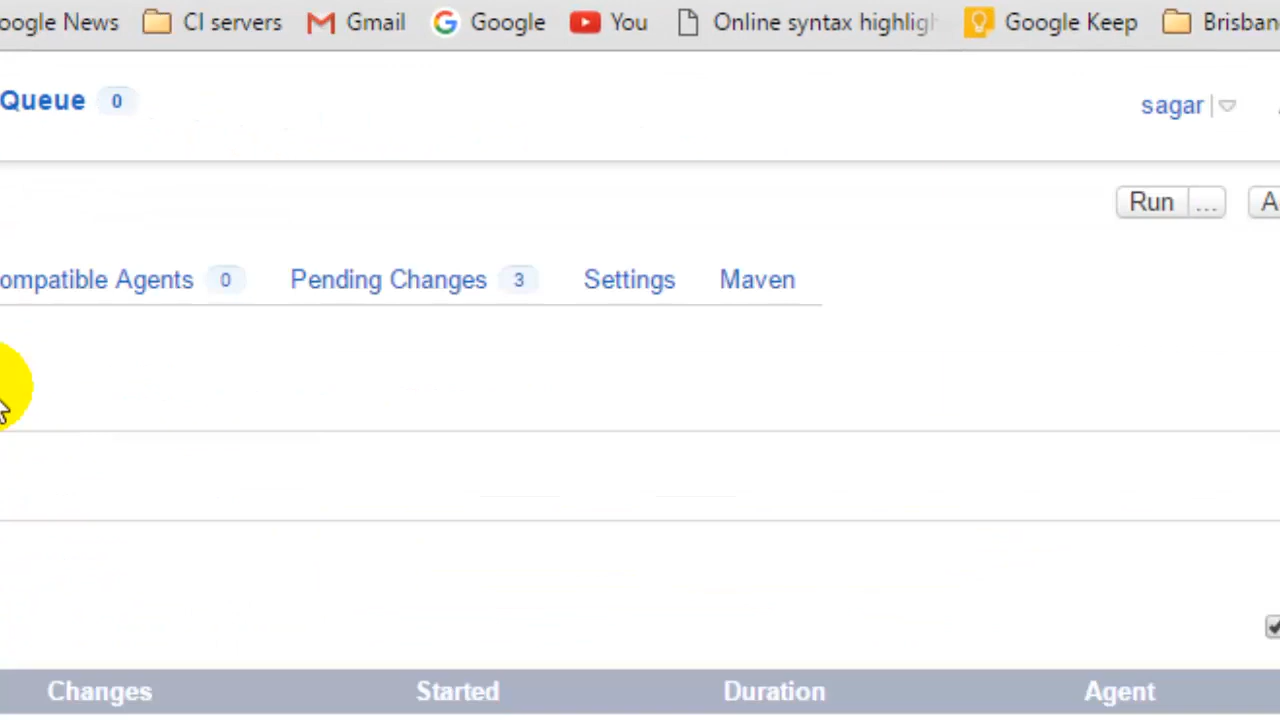 oogle News CI servers Gmail Google You Online syntax highligh Google Keep Brisban
Queue 0 sagar
Run ... A
ompatible Agents 0 Pending Changes 3 Settings Maven
Changes Started Duration Agent